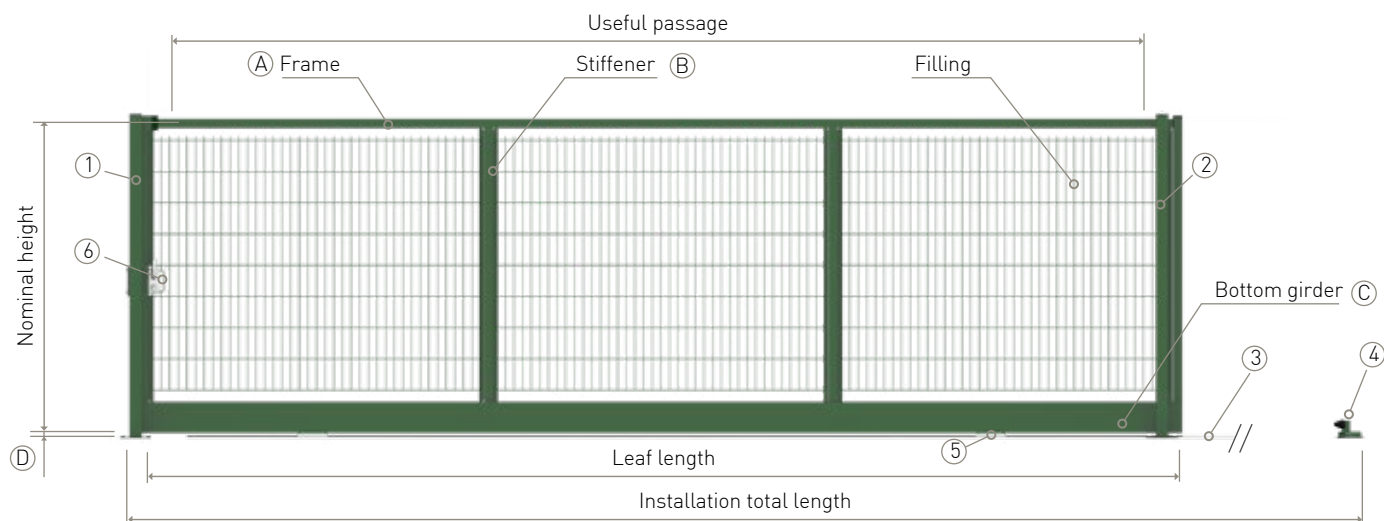 Useful passage
Ⓐ Frame
Stiffener Ⓑ
Filling
①
②
Nominal height
⑥
Bottom girder Ⓒ
③
④
Ⓓ
⑤
Leaf length
Installation total length